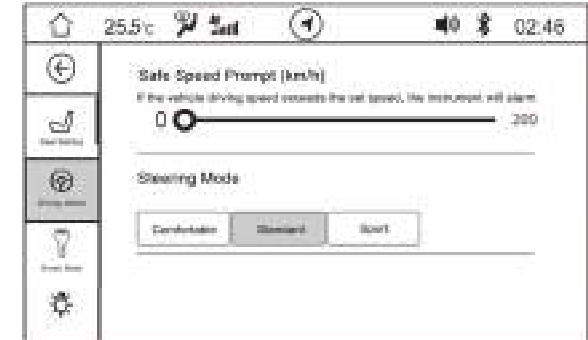 25.5℃
02:46
Safe Speed Prompt (km/h)
If the vehicle driving speed exceeds the set speed, the instrument will alarm
0
200
Steering Mode
Comfortable
Standard
Sport